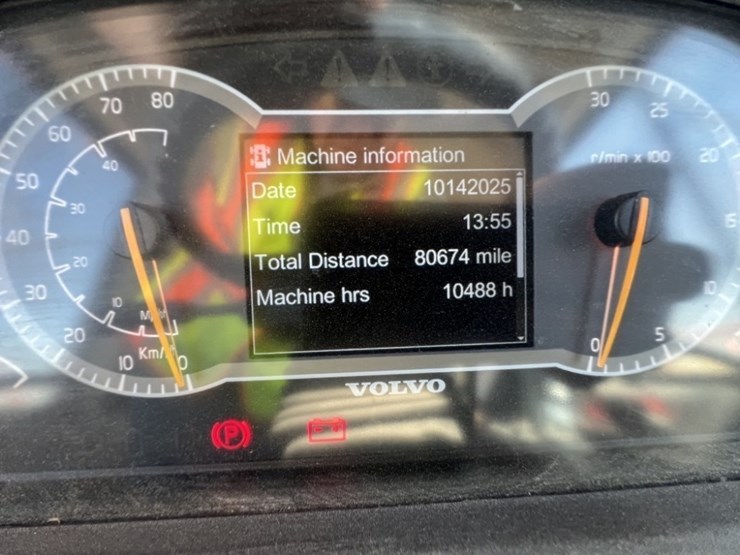 Machine information
Date 10142025
Time 13:55
Total Distance 80674 mile
Machine hrs 10488 h
80
70
60
50
40
30
20
10
0
Km/
40
30
20
10
30
25
20
15
10
5
0
r/min x 100
VOLVO
P